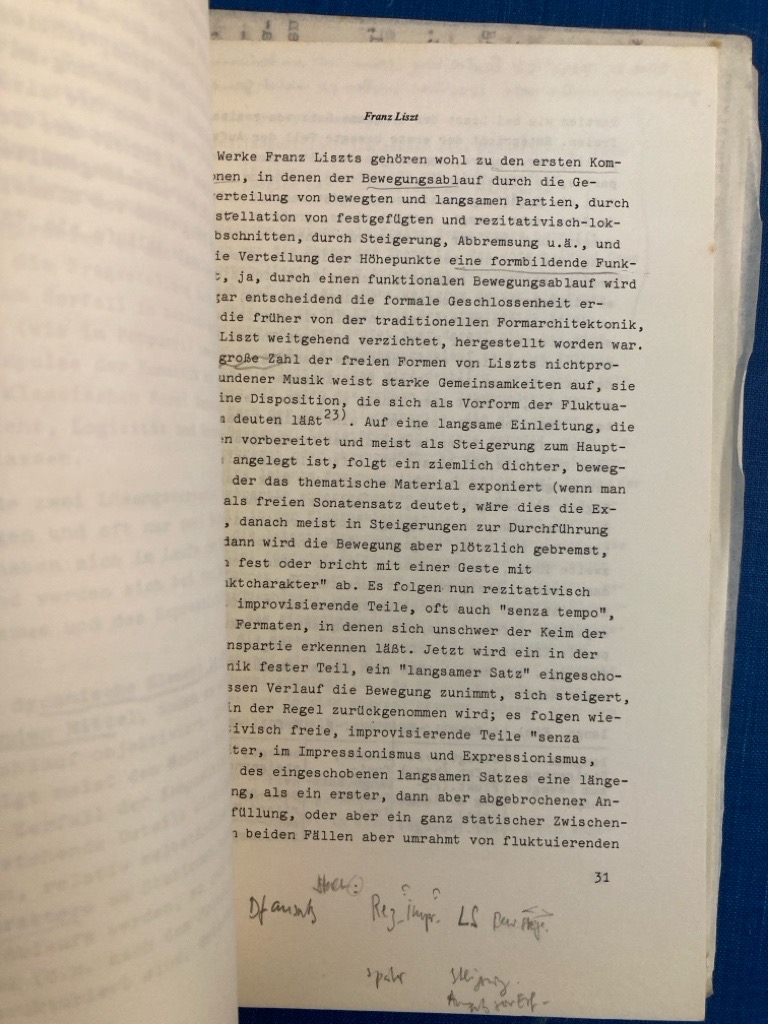 Franz Liszt
Werke Franz Liszts gehören wohl zu den ersten Kom-
nen, in denen der Bewegungsablauf durch die Ge-
erteilung von bewegten und langsamen Partien, durch
stellation von festgefügten und rezitativisch-lok-
bschnitten, durch Steigerung, Abbremsung u.ä., und
ie Verteilung der Höhepunkte eine formbildende Funk-
, ja, durch einen funktionalen Bewegungsablauf wird
gar entscheidend die formale Geschlossenheit er-
die früher von der traditionellen Formarchitektonik,
Liszt weitgehend verzichtet, hergestellt worden war.
große Zahl der freien Formen von Liszts nichtpro-
undener Musik weist starke Gemeinsamkeiten auf, sie
ine Disposition, die sich als Vorform der Fluktua-
deuten läßt23). Auf eine langsame Einleitung, die
n vorbereitet und meist als Steigerung zum Haupt-
angelegt ist, folgt ein ziemlich dichter, beweg-
der das thematische Material exponiert (wenn man
als freien Sonatensatz deutet, wäre dies die Ex-
, danach meist in Steigerungen zur Durchführung
dann wird die Bewegung aber plötzlich gebremst,
fest oder bricht mit einer Geste mit
ktcharakter" ab. Es folgen nun rezitativisch
improvisierende Teile, oft auch "senza tempo",
Fermaten, in denen sich unschwer der Keim der
nspartie erkennen läßt. Jetzt wird ein in der
nik fester Teil, ein "langsamer Satz" eingescho-
ssen Verlauf die Bewegung zunimmt, sich steigert,
in der Regel zurückgenommen wird; es folgen wie-
ivisch freie, improvisierende Teile "senza
ter, im Impressionismus und Expressionismus,
des eingeschobenen langsamen Satzes eine länge-
ng, als ein erster, dann aber abgebrochener An-
füllung, oder aber ein ganz statischer Zwischen-
beiden Fällen aber umrahmt von fluktuierenden
31
Df ansatz Rez. impr. LS
später